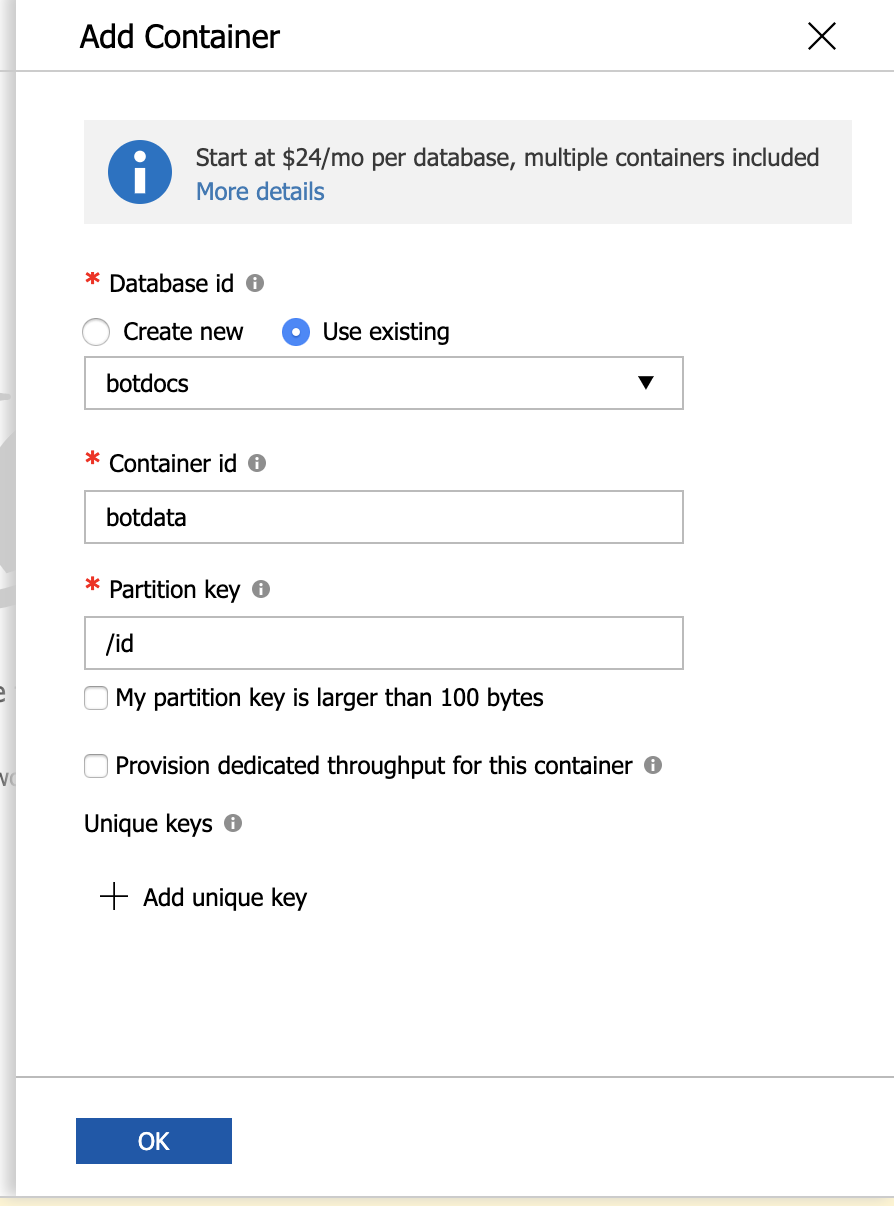 Add Container
Start at $24/mo per database, multiple containers included
More details
* Database id
Create new Use existing
botdocs
* Container id
botdata
* Partition key
/id
My partition key is larger than 100 bytes
Provision dedicated throughput for this container
Unique keys
Add unique key
OK